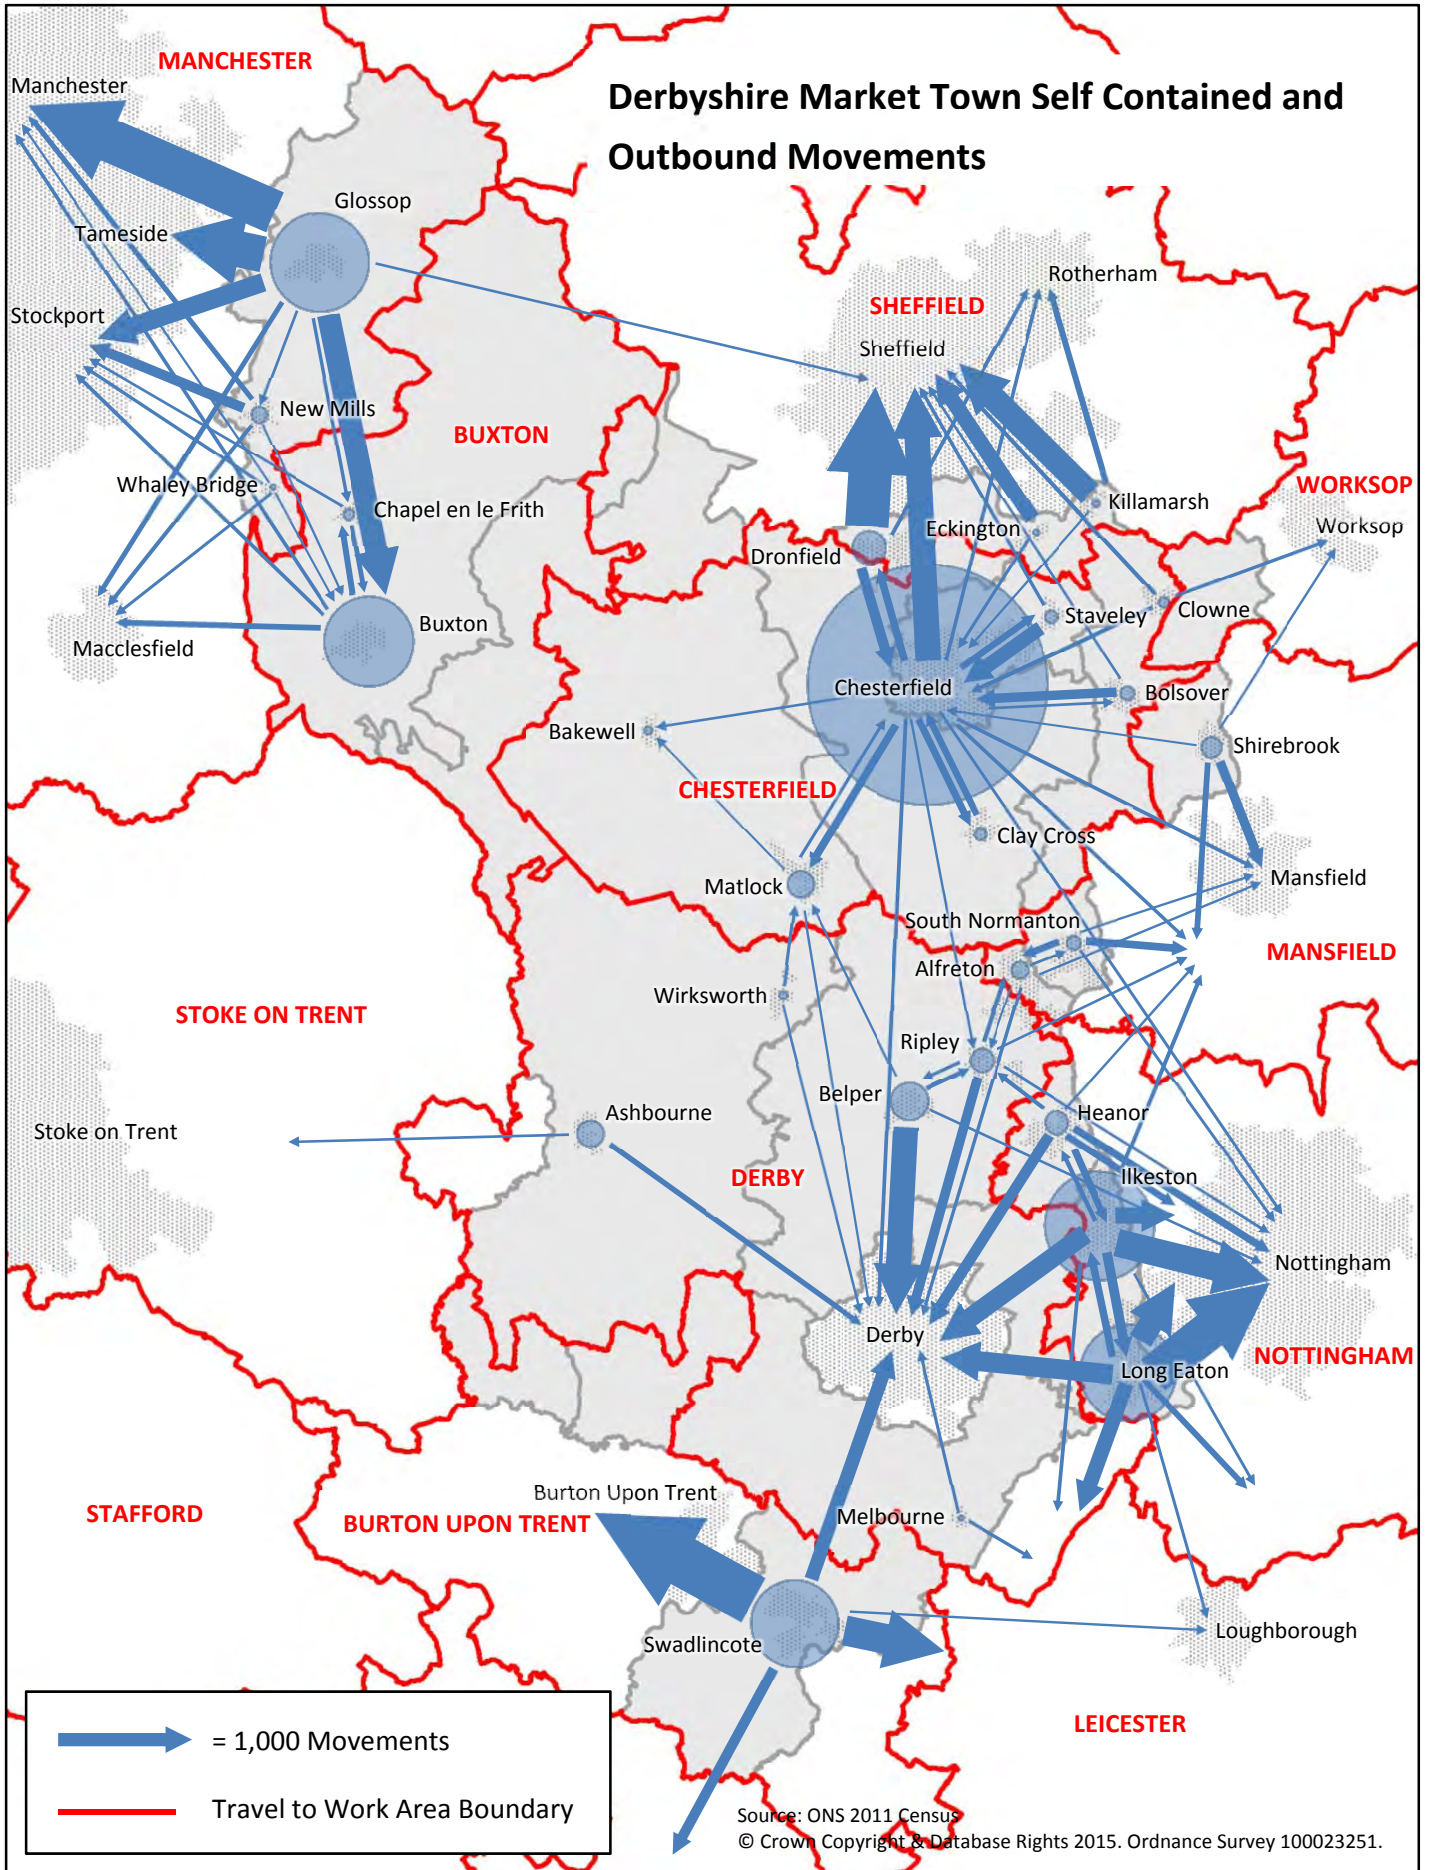 MANCHESTER
Manchester
Derbyshire Market Town Self Contained and
Outbound Movements
Glossop
Tameside
Rotherham
SHEFFIELD
Stockport
Sheffield
New Mills
BUXTON
Whaley Bridge
WORKSOP
Killamarsh
Chapel en le Frith
Eckington
Worksop
Dronfield
Clowne
Staveley
Buxton
Macclesfield
Chesterfield
Bolsover
Bakewell
Shirebrook
CHESTERFIELD
Clay Cross
Mansfield
Matlock
South Normanton
MANSFIELD
Alfreton
Wirksworth
STOKE ON TRENT
Ripley
Belper
Ashbourne
Heanor
Stoke on Trent
DERBY
Ilkeston
Nottingham
Derby
NOTTINGHAM
Long Eaton
Burton Upon Trent
STAFFORD
BURTON UPON TRENT
Melbourne
Loughborough
Swadlincote
LEICESTER
= 1,000 Movements
Travel to Work Area Boundary
Source: ONS 2011 Census
© Crown Copyright & Database Rights 2015. Ordnance Survey 100023251.